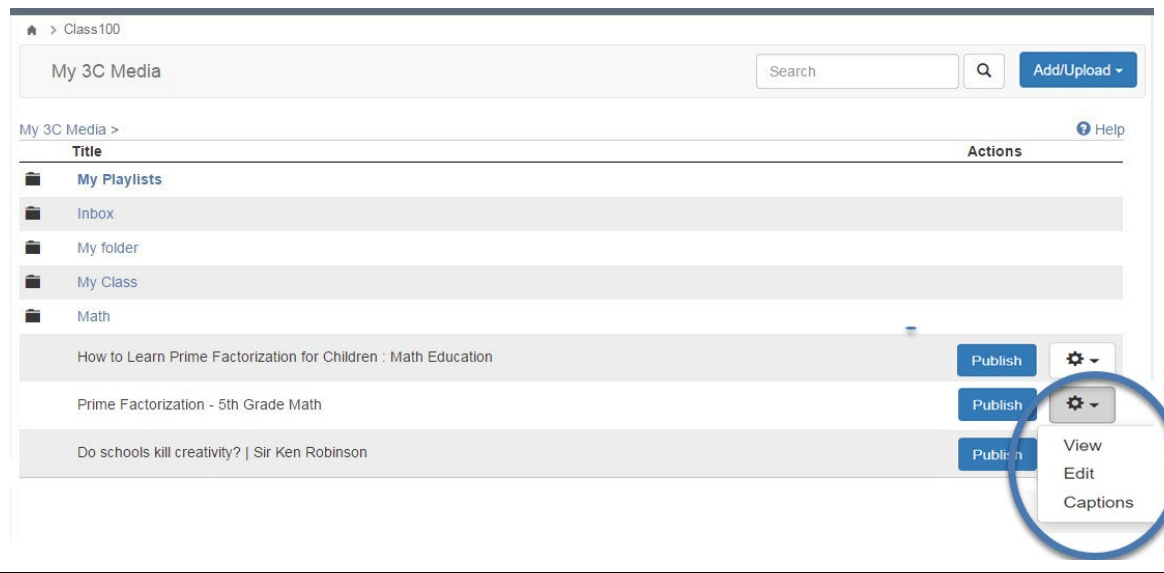 > Class100
My 3C Media
Search
Add/Upload
My 3C Media >
Help
Title Actions
My Playlists
Inbox
My folder
My Class
Math
How to Learn Prime Factorization for Children : Math Education Publish
Prime Factorization - 5th Grade Math Publish
Do schools kill creativity? | Sir Ken Robinson Publish
View
Edit
Captions